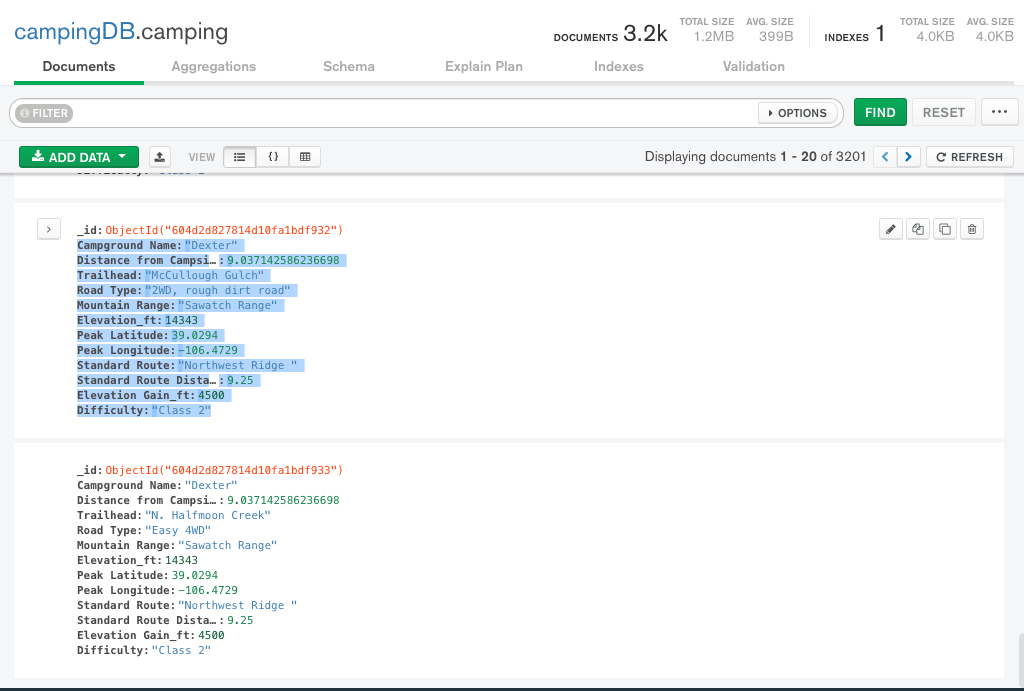 campingDB.camping
DOCUMENTS 3.2k TOTAL SIZE 1.2MB AVG. SIZE 399B INDEXES 1 TOTAL SIZE 4.0KB AVG. SIZE 4.0KB
Documents Aggregations Schema Explain Plan Indexes Validation
FILTER OPTIONS FIND RESET ...
ADD DATA VIEW {} Displaying documents 1 - 20 of 3201 < > REFRESH
_id: ObjectId("604d2d827814d10fa1bdf932")
Campground Name: "Dexter"
Distance from Campsi…: 9.037142586236698
Trailhead: "McCullough Gulch"
Road Type: "2WD, rough dirt road"
Mountain Range: "Sawatch Range"
Elevation_ft: 14343
Peak Latitude: 39.0294
Peak Longitude: -106.4729
Standard Route: "Northwest Ridge "
Standard Route Dista…: 9.25
Elevation Gain_ft: 4500
Difficulty: "Class 2"
_id: ObjectId("604d2d827814d10fa1bdf933")
Campground Name: "Dexter"
Distance from Campsi…: 9.037142586236698
Trailhead: "N. Halfmoon Creek"
Road Type: "Easy 4WD"
Mountain Range: "Sawatch Range"
Elevation_ft: 14343
Peak Latitude: 39.0294
Peak Longitude: -106.4729
Standard Route: "Northwest Ridge "
Standard Route Dista…: 9.25
Elevation Gain_ft: 4500
Difficulty: "Class 2"